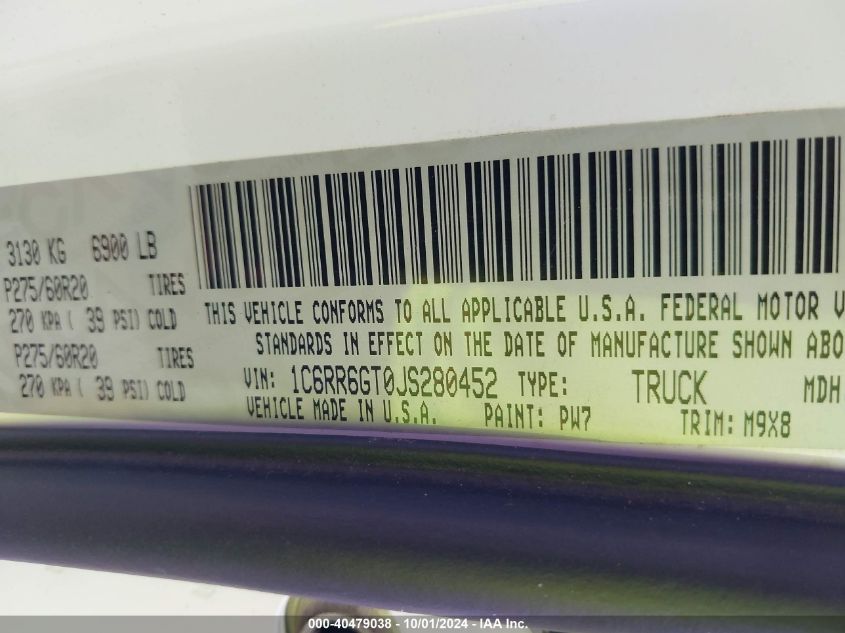 3130 KG 6900 LB
P275/60R20 TIRES
270 KPA ( 39 PSI) COLD
P275/60R20 TIRES
270 KPA ( 39 PSI) COLD
THIS VEHICLE CONFORMS TO ALL APPLICABLE U.S.A. FEDERAL MOTOR V
STANDARDS IN EFFECT ON THE DATE OF MANUFACTURE SHOWN ABO
VIN: 1C6RR6GT0JS280452 TYPE: TRUCK MDH
VEHICLE MADE IN U.S.A. PAINT: PW7 TRIM: M9X8
000-40479038 - 10/01/2024 - IAA Inc.